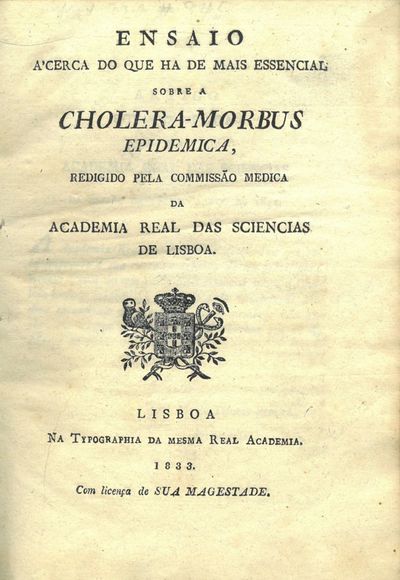 ENSAIO
A'CERCA DO QUE HA DE MAIS ESSENCIAL
SOBRE A
CHOLERA-MORBUS
EPIDEMICA,
REDIGIDO PELA COMMISSÃO MEDICA
DA
ACADEMIA REAL DAS SCIENCIAS
DE LISBOA.
LISBOA
NA TYPOGRAPHIA DA MESMA REAL ACADEMIA.
1833.
Com licença de SUA MAGESTADE.